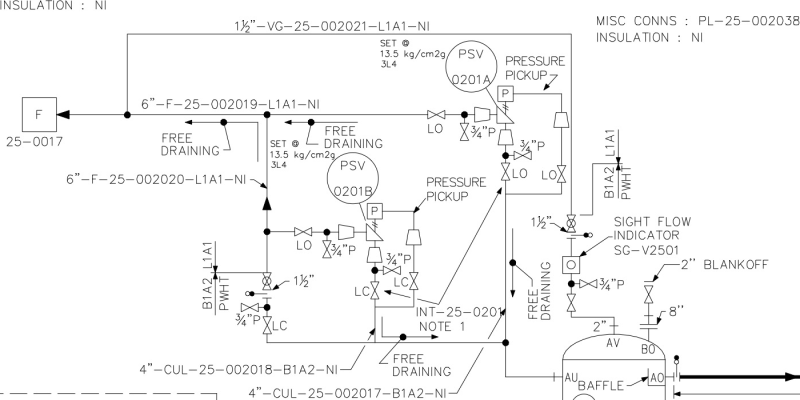 INSULATION : NI
1½"-VG-25-002021-L1A1-NI
MISC CONNS : PL-25-002038
INSULATION : NI
SET @
13.5 kg/cm2g
3L4
PSV
0201A
PRESSURE
PICKUP
P
6"-F-25-002019-L1A1-NI
F
25-0017
LO
¾"P
FREE
DRAINING
FREE
DRAINING
SET @
13.5 kg/cm2g
3L4
¾"P
LO
LO
PSV
0201B
6"-F-25-002020-L1A1-NI
PRESSURE
PICKUP
P
B1A2
L1A1
PWHT
1½"
SIGHT FLOW
INDICATOR
SG-V2501
LO
¾"P
¾"P
B1A2
L1A1
PWHT
1½"
LC
LC
¾"P
2" BLANKOFF
FREE
DRAINING
INT-25-0201
NOTE 1
8"
¾"P
LC
2"
AV
BO
FREE
DRAINING
4"-CUL-25-002018-B1A2-NI
4"-CUL-25-002017-B1A2-NI
AU
BAFFLE
AO